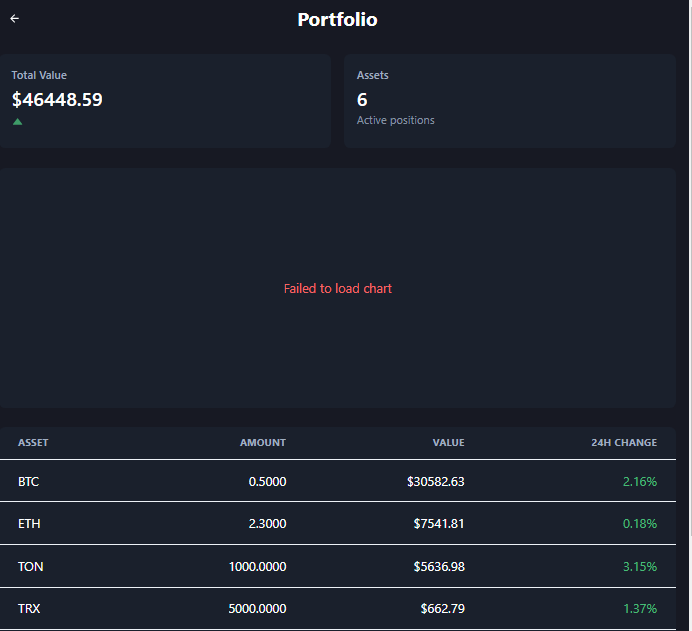 Portfolio
Total Value
$46448.59
Assets
6
Active positions
Failed to load chart
ASSET AMOUNT VALUE 24H CHANGE
BTC 0.5000 $30582.63 2.16%
ETH 2.3000 $7541.81 0.18%
TON 1000.0000 $5636.98 3.15%
TRX 5000.0000 $662.79 1.37%